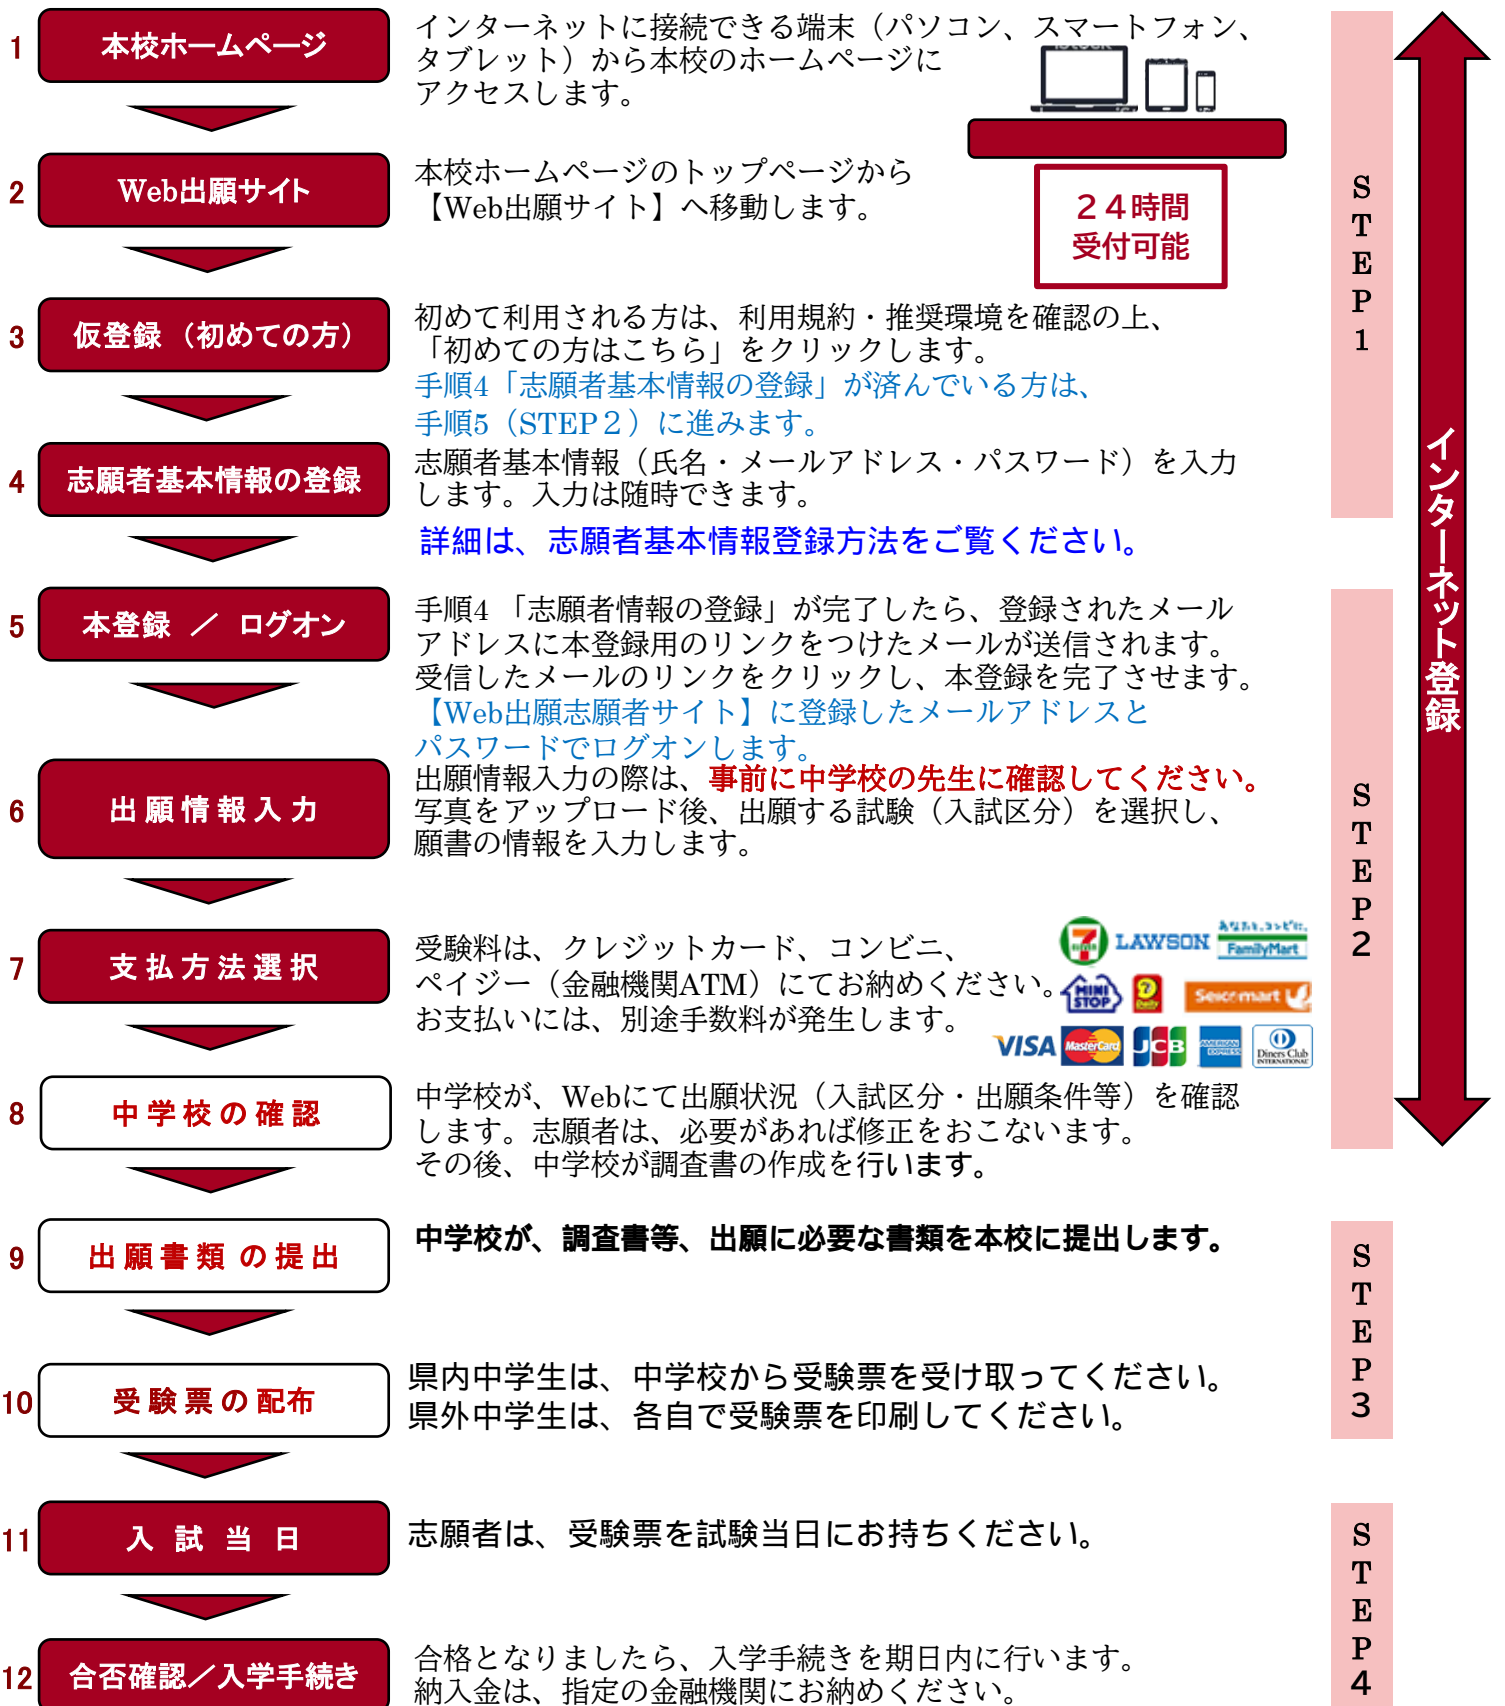 1
本校ホームページ
インターネットに接続できる端末（パソコン、スマートフォン、
タブレット）から本校のホームページに
アクセスします。
2
Web出願サイト
本校ホームページのトップページから
【Web出願サイト】へ移動します。
２４時間
受付可能
3
仮登録（初めての方）
初めて利用される方は、利用規約・推奨環境を確認の上、
「初めての方はこちら」をクリックします。
手順4「志願者基本情報の登録」が済んでいる方は、
手順5（STEP２）に進みます。
4
志願者基本情報の登録
志願者基本情報（氏名・メールアドレス・パスワード）を入力
します。入力は随時できます。
詳細は、志願者基本情報登録方法をご覧ください。
STEP1
5
本登録 ／ ログオン
手順4 「志願者情報の登録」が完了したら、登録されたメール
アドレスに本登録用のリンクをつけたメールが送信されます。
受信したメールのリンクをクリックし、本登録を完了させます。
【Web出願志願者サイト】に登録したメールアドレスと
パスワードでログオンします。
6
出願情報入力
出願情報入力の際は、事前に中学校の先生に確認してください。
写真をアップロード後、出願する試験（入試区分）を選択し、
願書の情報を入力します。
7
支払方法選択
受験料は、クレジットカード、コンビニ、
ペイジー（金融機関ATM）にてお納めください。
お支払いには、別途手数料が発生します。
LAWSON
あなたと、コンビに、
FamilyMart
MINI
STOP
Daily
Seicomart
VISA
MasterCard
JCB
AMERICAN
EXPRESS
Diners Club
INTERNATIONAL
8
中学校の確認
中学校が、Webにて出願状況（入試区分・出願条件等）を確認
します。志願者は、必要があれば修正をおこないます。
その後、中学校が調査書の作成を行います。
STEP2
インターネット登録
9
出願書類の提出
中学校が、調査書等、出願に必要な書類を本校に提出します。
10
受験票の配布
県内中学生は、中学校から受験票を受け取ってください。
県外中学生は、各自で受験票を印刷してください。
STEP3
11
入試当日
志願者は、受験票を試験当日にお持ちください。
12
合否確認／入学手続き
合格となりましたら、入学手続きを期日内に行います。
納入金は、指定の金融機関にお納めください。
STEP4